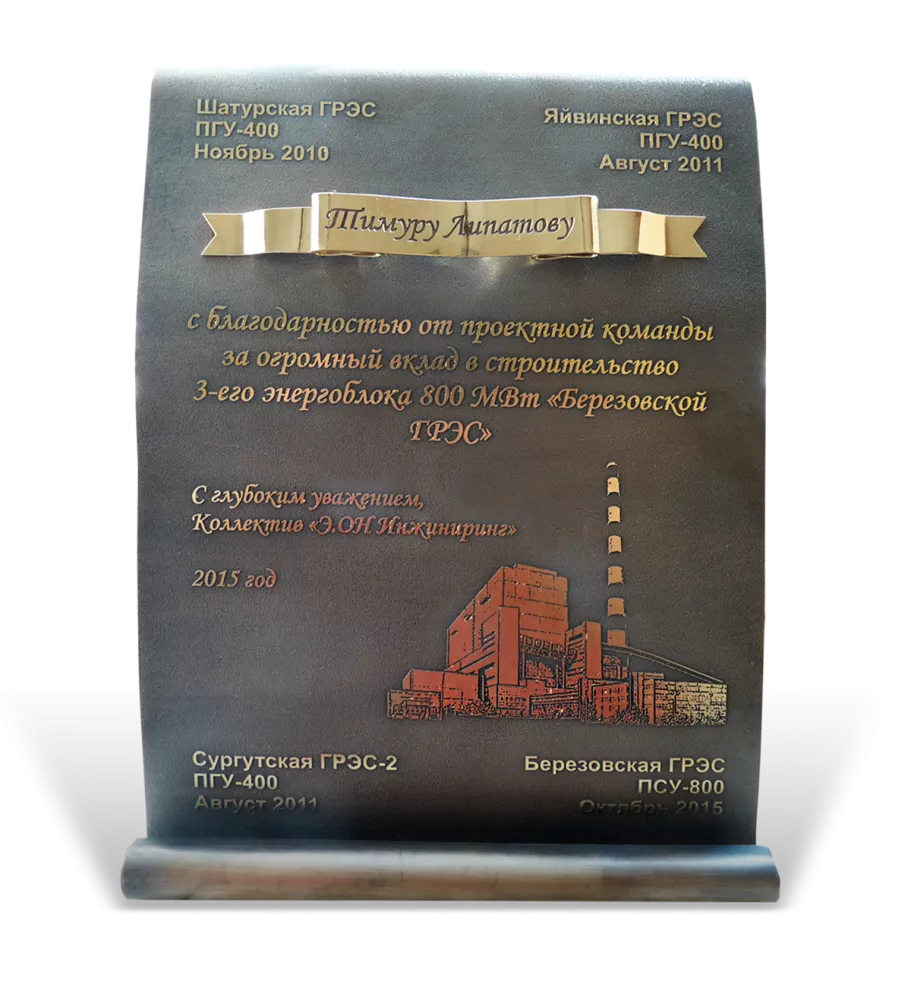 Шатурская ГРЭС
ПГУ-400
Ноябрь 2010
Яйвинская ГРЭС
ПГУ-400
Август 2011
Тимуру Липатову
с благодарностью от проектной команды
за огромный вклад в строительство
3-его энергоблока 800 МВт «Березовской
ГРЭС»
С глубоким уважением,
Коллектив «Э.ОН Инжиниринг»
2015 год
Сургутская ГРЭС-2
ПГУ-400
Август 2011
Березовская ГРЭС
ПСУ-800
Октябрь 2015